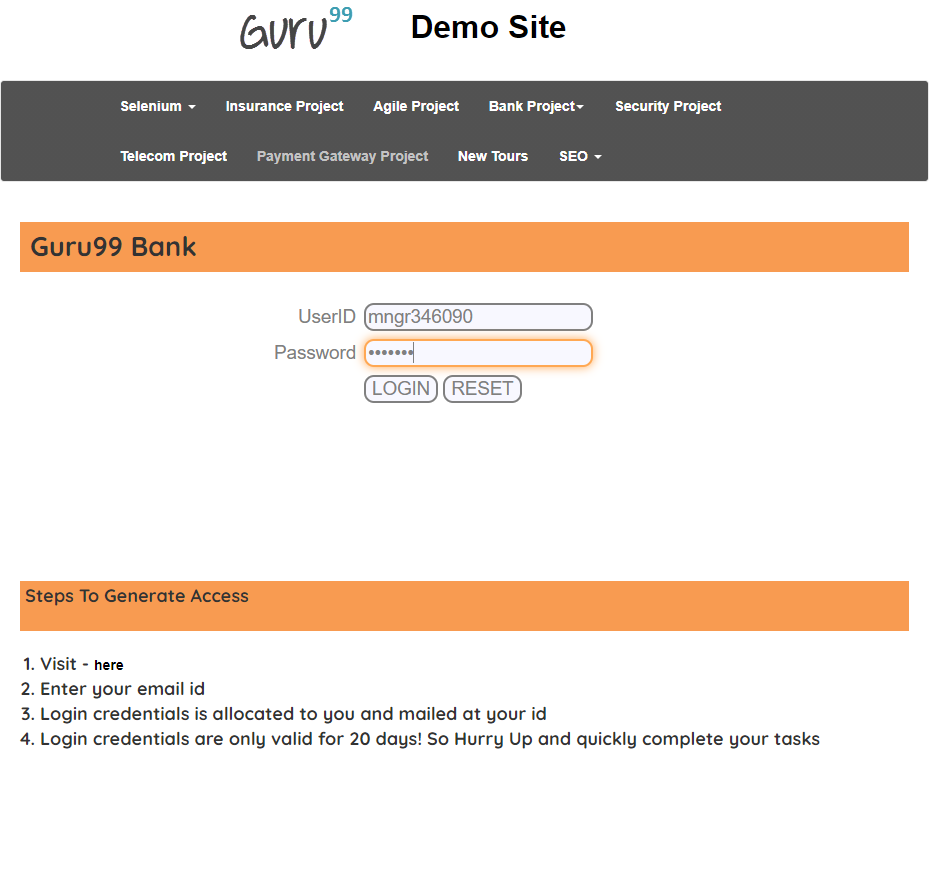 Guru99 Demo Site
Selenium Insurance Project Agile Project Bank Project Security Project
Telecom Project Payment Gateway Project New Tours SEO
Guru99 Bank
UserID mngr346090
Password •••••••
LOGIN RESET
Steps To Generate Access
1. Visit - here
2. Enter your email id
3. Login credentials is allocated to you and mailed at your id
4. Login credentials are only valid for 20 days! So Hurry Up and quickly complete your tasks